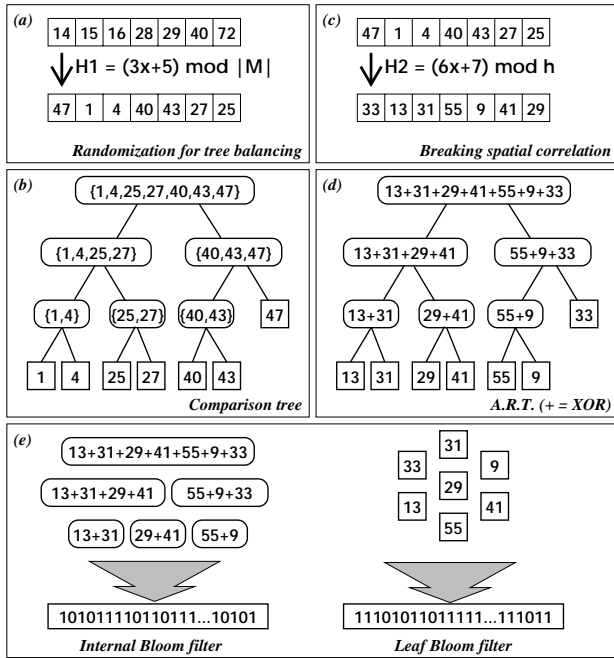 (a)
14 15 16 28 29 40 72
H1 = (3x+5) mod |M|
47 1 4 40 43 27 25
Randomization for tree balancing
(c)
47 1 4 40 43 27 25
H2 = (6x+7) mod h
33 13 31 55 9 41 29
Breaking spatial correlation
(b)
{1,4,25,27,40,43,47}
{1,4,25,27} {40,43,47}
{1,4} {25,27} {40,43} 47
1 4 25 27 40 43
Comparison tree
(d)
13+31+29+41+55+9+33
13+31+29+41 55+9+33
13+31 29+41 55+9 33
13 31 29 41 55 9
A.R.T. (+ = XOR)
(e)
13+31+29+41+55+9+33
13+31+29+41 55+9+33
13+31 29+41 55+9
101011110110111...10101
Internal Bloom filter
31
33 9
29
13 41
55
11101011011111...111011
Leaf Bloom filter